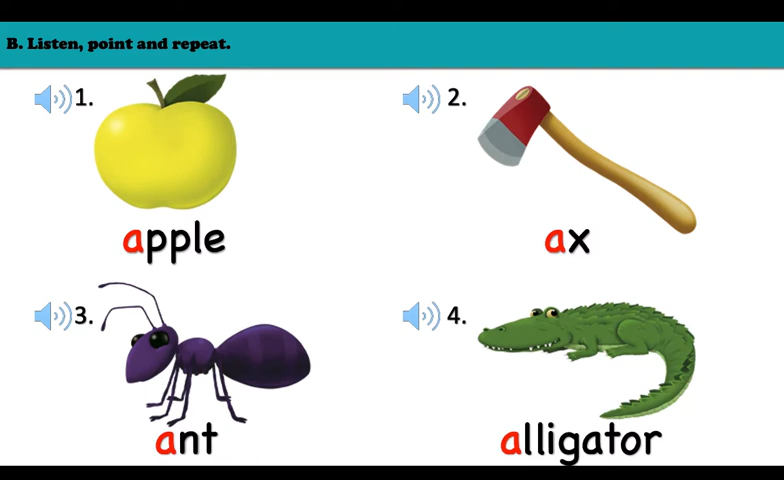 B. Listen, point and repeat.
1.
2.
apple
ax
3.
4.
ant
alligator